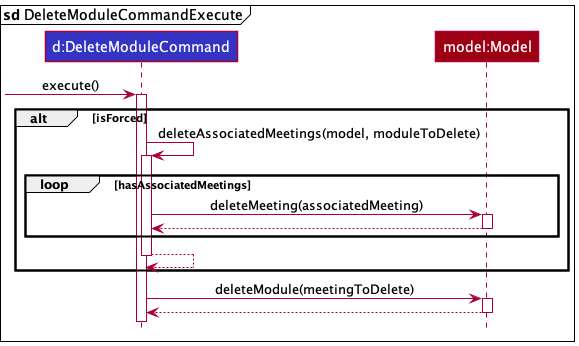 sd DeleteModuleCommandExecute
d:DeleteModuleCommand
model:Model
execute()
alt
[isForced]
deleteAssociatedMeetings(model, moduleToDelete)
loop
[hasAssociatedMeetings]
deleteMeeting(associatedMeeting)
deleteModule(meetingToDelete)